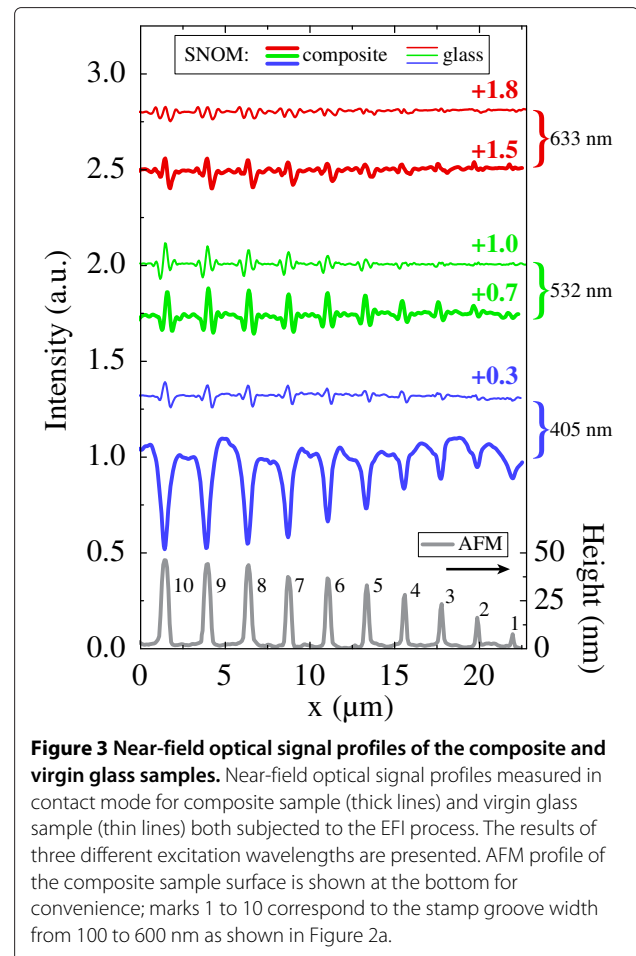 SNOM: composite glass
3.0
2.5
2.0
1.5
1.0
0.5
0.0
Intensity (a.u.)
+1.8
+1.5
633 nm
+1.0
+0.7
532 nm
+0.3
405 nm
AFM
50
25
0
Height (nm)
10 9 8 7 6 5 4 3 2 1
0 5 10 15 20
x (μm)
Figure 3 Near-field optical signal profiles of the composite and
virgin glass samples. Near-field optical signal profiles measured in
contact mode for composite sample (thick lines) and virgin glass
sample (thin lines) both subjected to the EFI process. The results of
three different excitation wavelengths are presented. AFM profile of
the composite sample surface is shown at the bottom for
convenience; marks 1 to 10 correspond to the stamp groove width
from 100 to 600 nm as shown in Figure 2a.